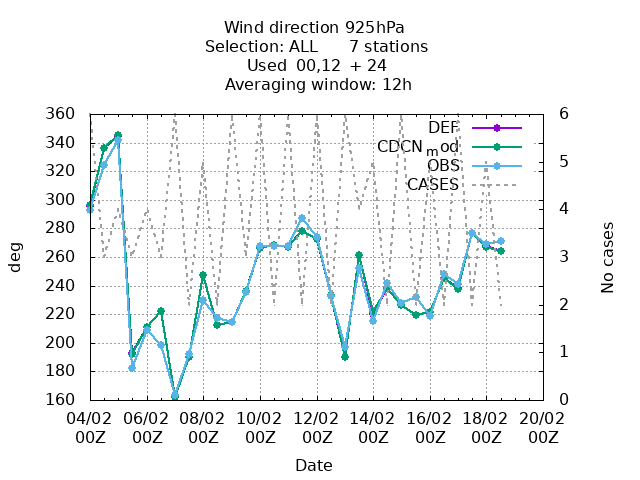 Wind direction 925hPa
Selection: ALL 7 stations
Used 00,12 + 24
Averaging window: 12h
360 6
340
320 5
300
280 4
260 3
240
220 2
200
180 1
160 0
DEF
CDCN_mod
OBS
CASES
deg
No cases
04/02 06/02 08/02 10/02 12/02 14/02 16/02 18/02 20/02
00Z 00Z 00Z 00Z 00Z 00Z 00Z 00Z 00Z
Date